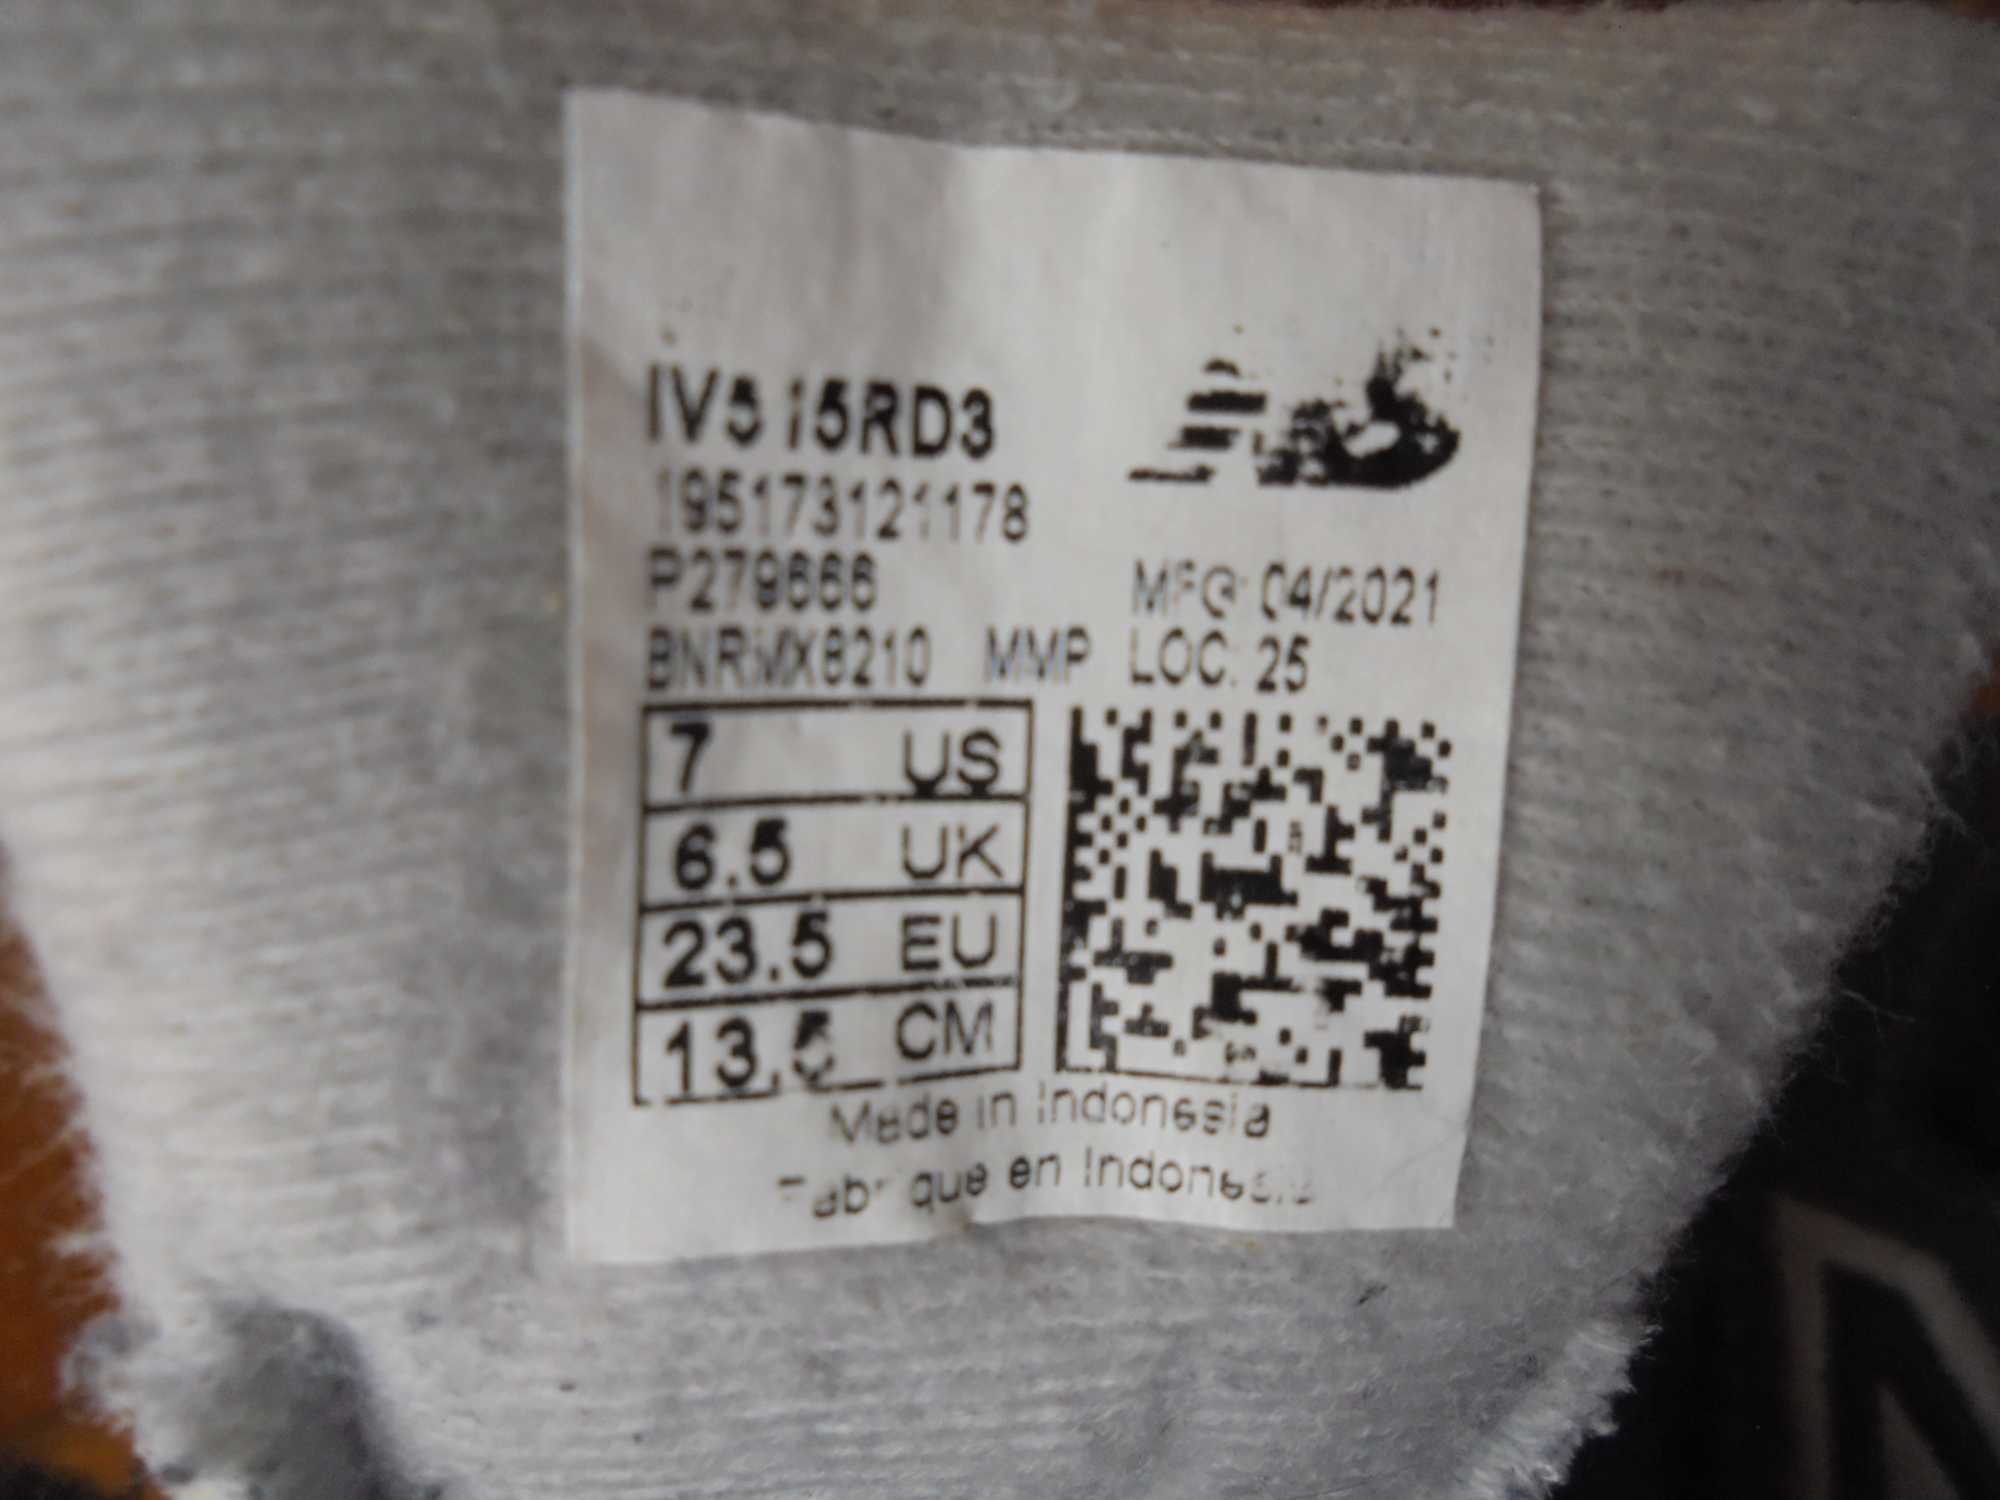 IV515RD3
195173121178
P279666
MFG: 04/2021
BNRMX8210 MMP LOC: 25
7 US
6.5 UK
23.5 EU
13.5 CM
Made in Indonesia
Fabrique en Indonesie